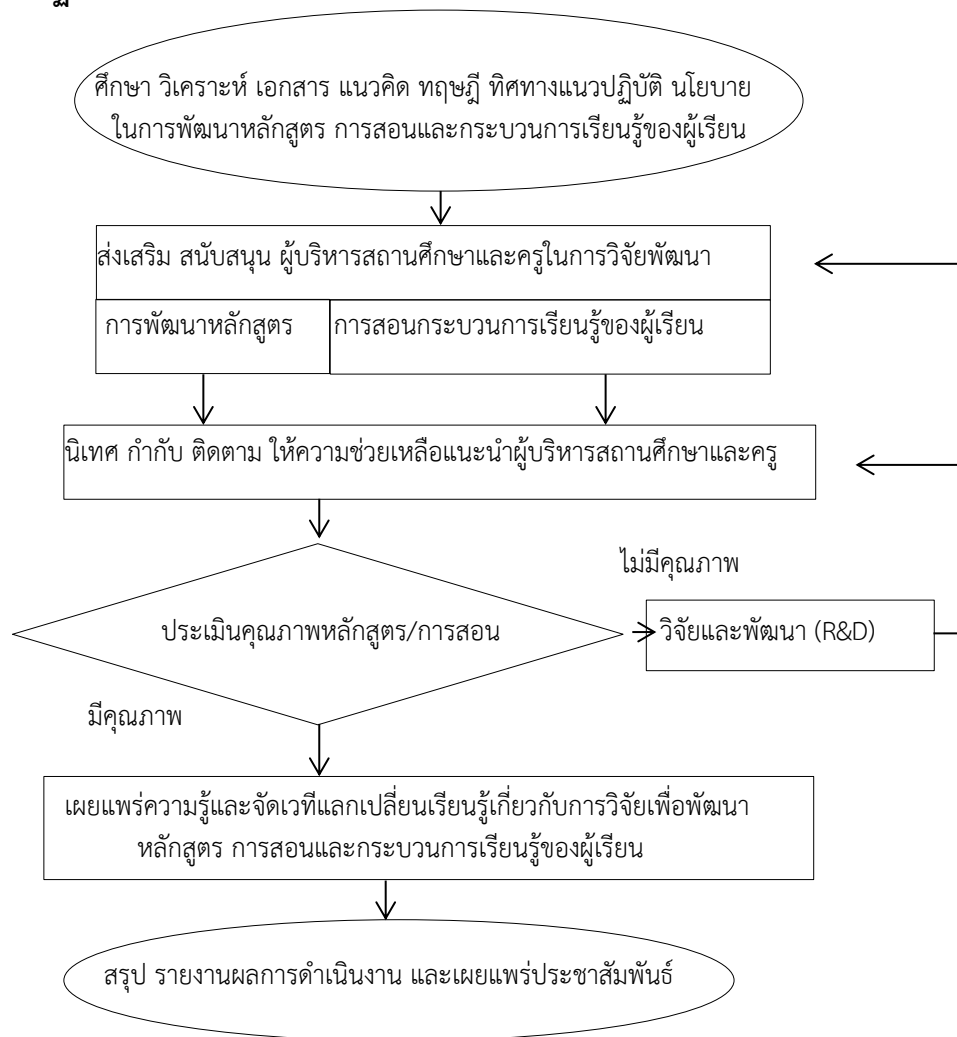 ศึกษา วิเคราะห์ เอกสาร แนวคิด ทฤษฎี ทิศทางแนวปฏิบัติ นโยบาย
ในการพัฒนาหลักสูตร การสอนและกระบวนการเรียนรู้ของผู้เรียน
ส่งเสริม สนับสนุน ผู้บริหารสถานศึกษาและครูในการวิจัยพัฒนา
การพัฒนาหลักสูตร
การสอนกระบวนการเรียนรู้ของผู้เรียน
นิเทศ กำกับ ติดตาม ให้ความช่วยเหลือแนะนำผู้บริหารสถานศึกษาและครู
ไม่มีคุณภาพ
ประเมินคุณภาพหลักสูตร/การสอน
วิจัยและพัฒนา (R&D)
มีคุณภาพ
เผยแพร่ความรู้และจัดเวทีแลกเปลี่ยนเรียนรู้เกี่ยวกับการวิจัยเพื่อพัฒนา
หลักสูตร การสอนและกระบวนการเรียนรู้ของผู้เรียน
สรุป รายงานผลการดำเนินงาน และเผยแพร่ประชาสัมพันธ์